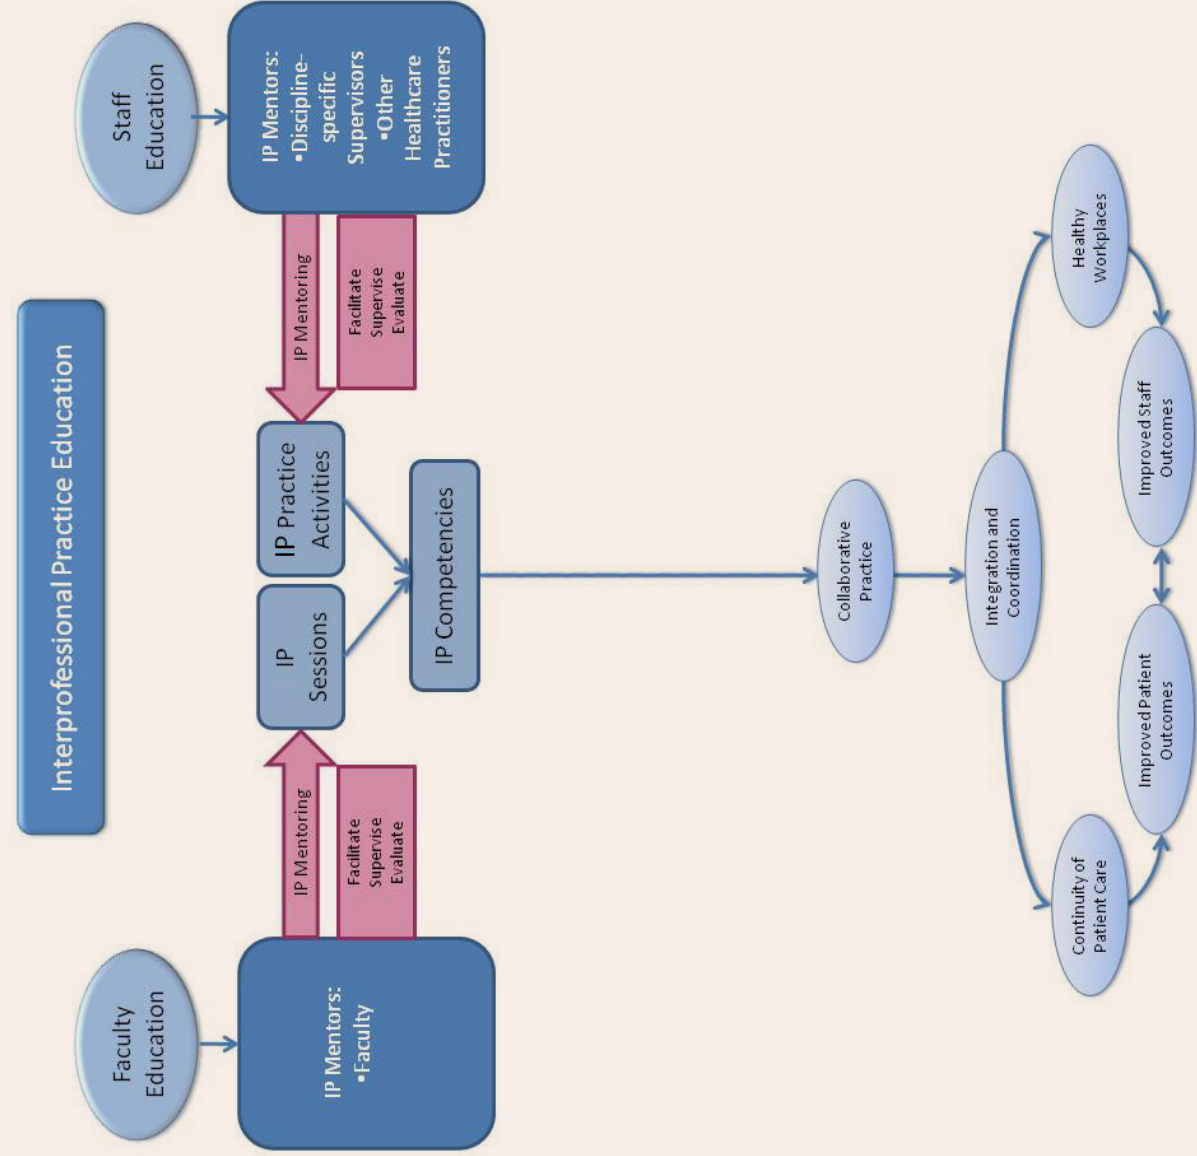 Interprofessional Practice Education
Faculty
Education
Staff
Education
IP Mentors:
▪Faculty
IP Mentoring
Facilitate
Supervise
Evaluate
IP
Sessions
IP Practice
Activities
IP Mentoring
Facilitate
Supervise
Evaluate
IP Mentors:
▪Discipline-
specific
Supervisors
▪Other
Healthcare
Practitioners
IP Competencies
Collaborative
Practice
Integration and
Coordination
Continuity of
Patient Care
Healthy
Workplaces
Improved Patient
Outcomes
Improved Staff
Outcomes